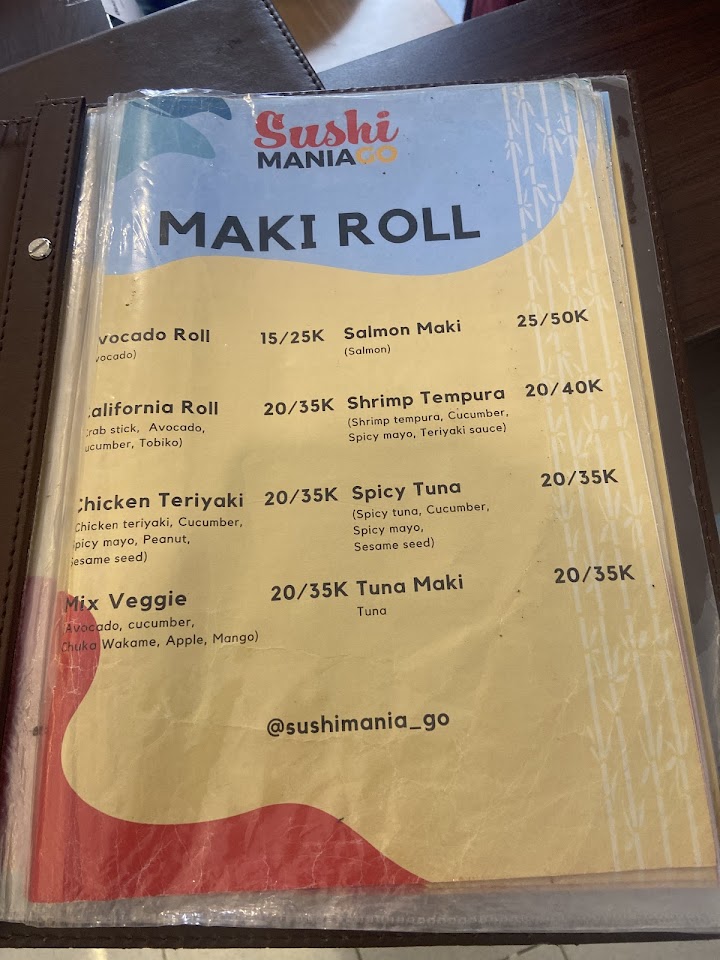 Sushi
MANIAGO
MAKI ROLL
vocado Roll 15/25K
vocado)
alifornia Roll 20/35K
rab stick, Avocado,
ucumber, Tobiko)
Chicken Teriyaki 20/35K
Chicken teriyaki, Cucumber,
picy mayo, Peanut,
Sesame seed)
Mix Veggie 20/35K
Avocado, cucumber,
Chuka Wakame, Apple, Mango)
Salmon Maki 25/50K
(Salmon)
Shrimp Tempura 20/40K
(Shrimp tempura, Cucumber,
Spicy mayo, Teriyaki sauce)
Spicy Tuna 20/35K
(Spicy tuna, Cucumber,
Spicy mayo,
Sesame seed)
Tuna Maki 20/35K
Tuna
@sushimania_go